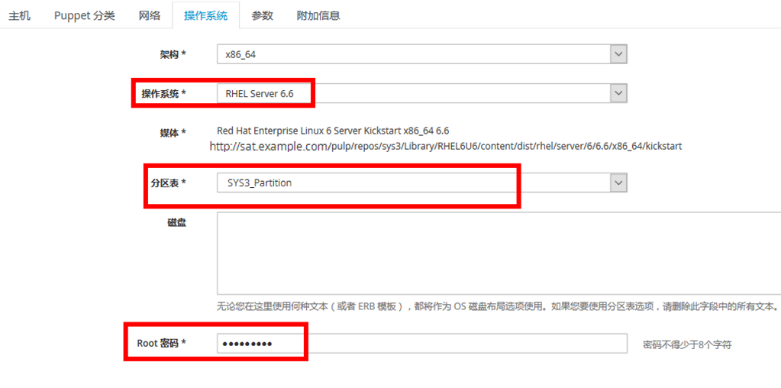 主机 Puppet 分类 网络 操作系统 参数 附加信息
架构 * x86_64
操作系统 * RHEL Server 6.6
媒体 * Red Hat Enterprise Linux 6 Server Kickstart x86_64 6.6
http://sat.example.com/pulp/repos/sys3/Library/RHEL6U6/content/dist/rhel/server/6/6.6/x86_64/kickstart
分区表 * SYS3_Partition
磁盘
无论您在这里使用何种文本（或者 ERB 模板），都将作为 OS 磁盘布局选项使用。如果您要使用分区表选项，请删除此字段中的所有文本。
Root 密码 * ●●●●●●●●● 密码不得少于8个字符